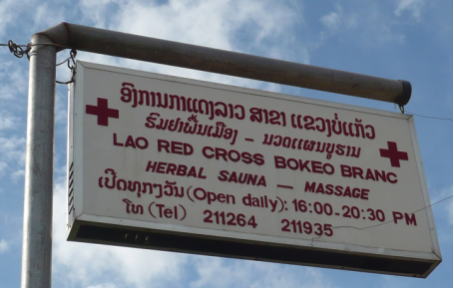 ອົງການກາແດງລາວ ສາຂາ ແຂວງບໍ່ແກ້ວ
ຮົມຢາພື້ນເມືອງ - ນວດແຜນບູຮານ
LAO RED CROSS BOKEO BRANC
HERBAL SAUNA — MASSAGE
ເປີດທຸກໆວັນ (Open daily): 16:00-20:30 PM
ໂທ (Tel) 211264 211935